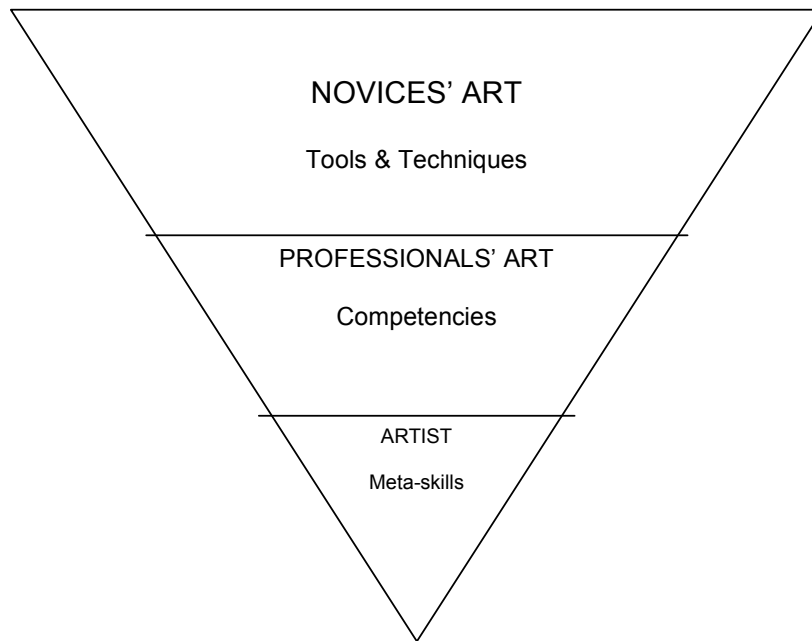 NOVICES’ ART
Tools & Techniques
PROFESSIONALS’ ART
Competencies
ARTIST
Meta-skills